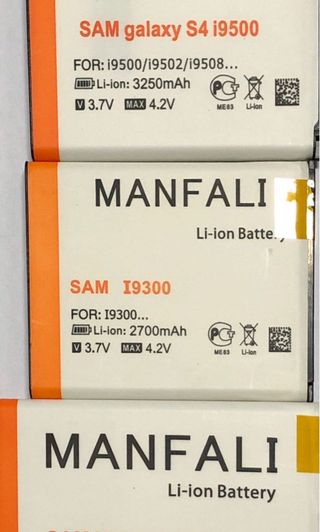 SAM galaxy S4 i9500
FOR: i9500/i9502/i9508...
Li-ion: 3250mAh
V 3.7V MAX 4.2V
PG
ME63
Li-ion
MANFALI
Li-ion Battery
SAM I9300
FOR: I9300...
Li-ion: 2700mAh
V 3.7V MAX 4.2V
ME63
Li-ion
MANFALI
Li-ion Battery